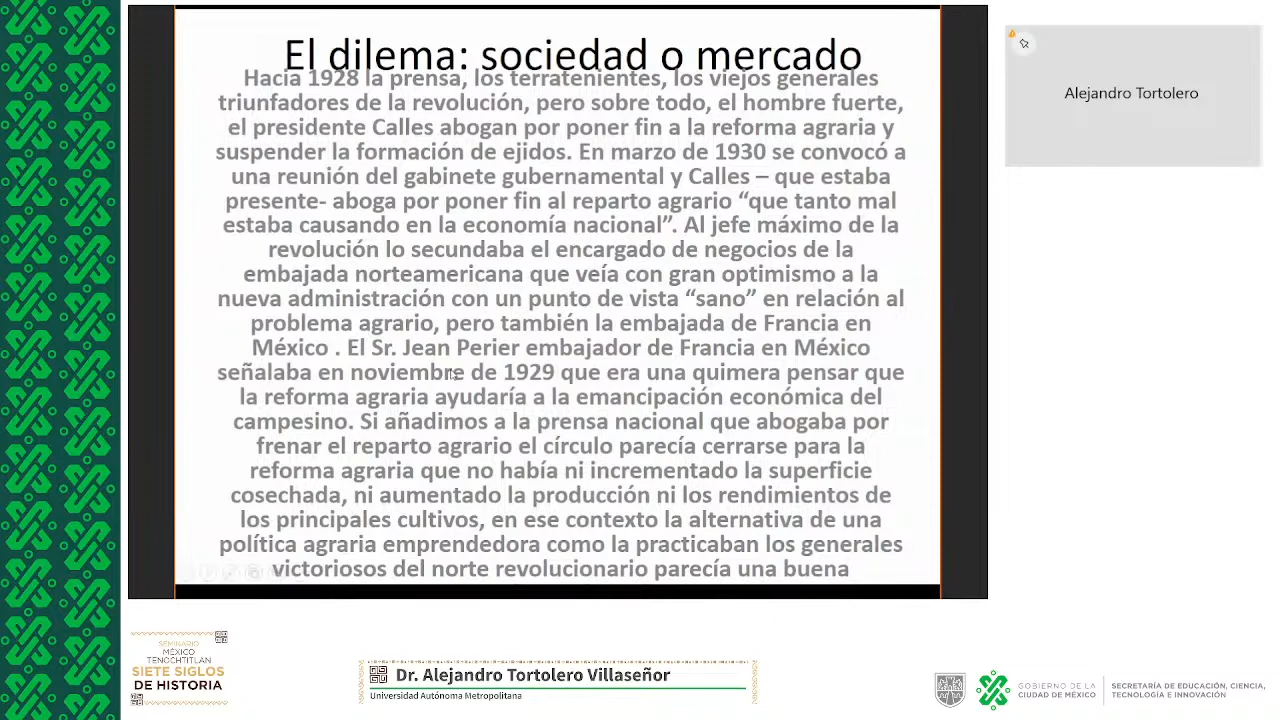 El dilema: sociedad o mercado
Hacia 1928 la prensa, los terratenientes, los viejos generales
triunfadores de la revolución, pero sobre todo, el hombre fuerte,
el presidente Calles abogan por poner fin a la reforma agraria y
suspender la formación de ejidos. En marzo de 1930 se convocó a
una reunión del gabinete gubernamental y Calles – que estaba
presente- aboga por poner fin al reparto agrario “que tanto mal
estaba causando en la economía nacional”. Al jefe máximo de la
revolución lo secundaba el encargado de negocios de la
embajada norteamericana que veía con gran optimismo a la
nueva administración con un punto de vista “sano” en relación al
problema agrario, pero también la embajada de Francia en
México . El Sr. Jean Perier embajador de Francia en México
señalaba en noviembre de 1929 que era una quimera pensar que
la reforma agraria ayudaría a la emancipación económica del
campesino. Si añadimos a la prensa nacional que abogaba por
frenar el reparto agrario el círculo parecía cerrarse para la
reforma agraria que no había ni incrementado la superficie
cosechada, ni aumentado la producción ni los rendimientos de
los principales cultivos, en ese contexto la alternativa de una
política agraria emprendedora como la practicaban los generales
victoriosos del norte revolucionario parecía una buena
Alejandro Tortolero
SEMINARIO
MÉXICO
TENOCHTITLAN
SIETE SIGLOS
DE HISTORIA
Dr. Alejandro Tortolero Villaseñor
Universidad Autónoma Metropolitana
GOBIERNO DE LA
CIUDAD DE MÉXICO
SECRETARÍA DE EDUCACIÓN, CIENCIA,
TECNOLOGÍA E INNOVACIÓN